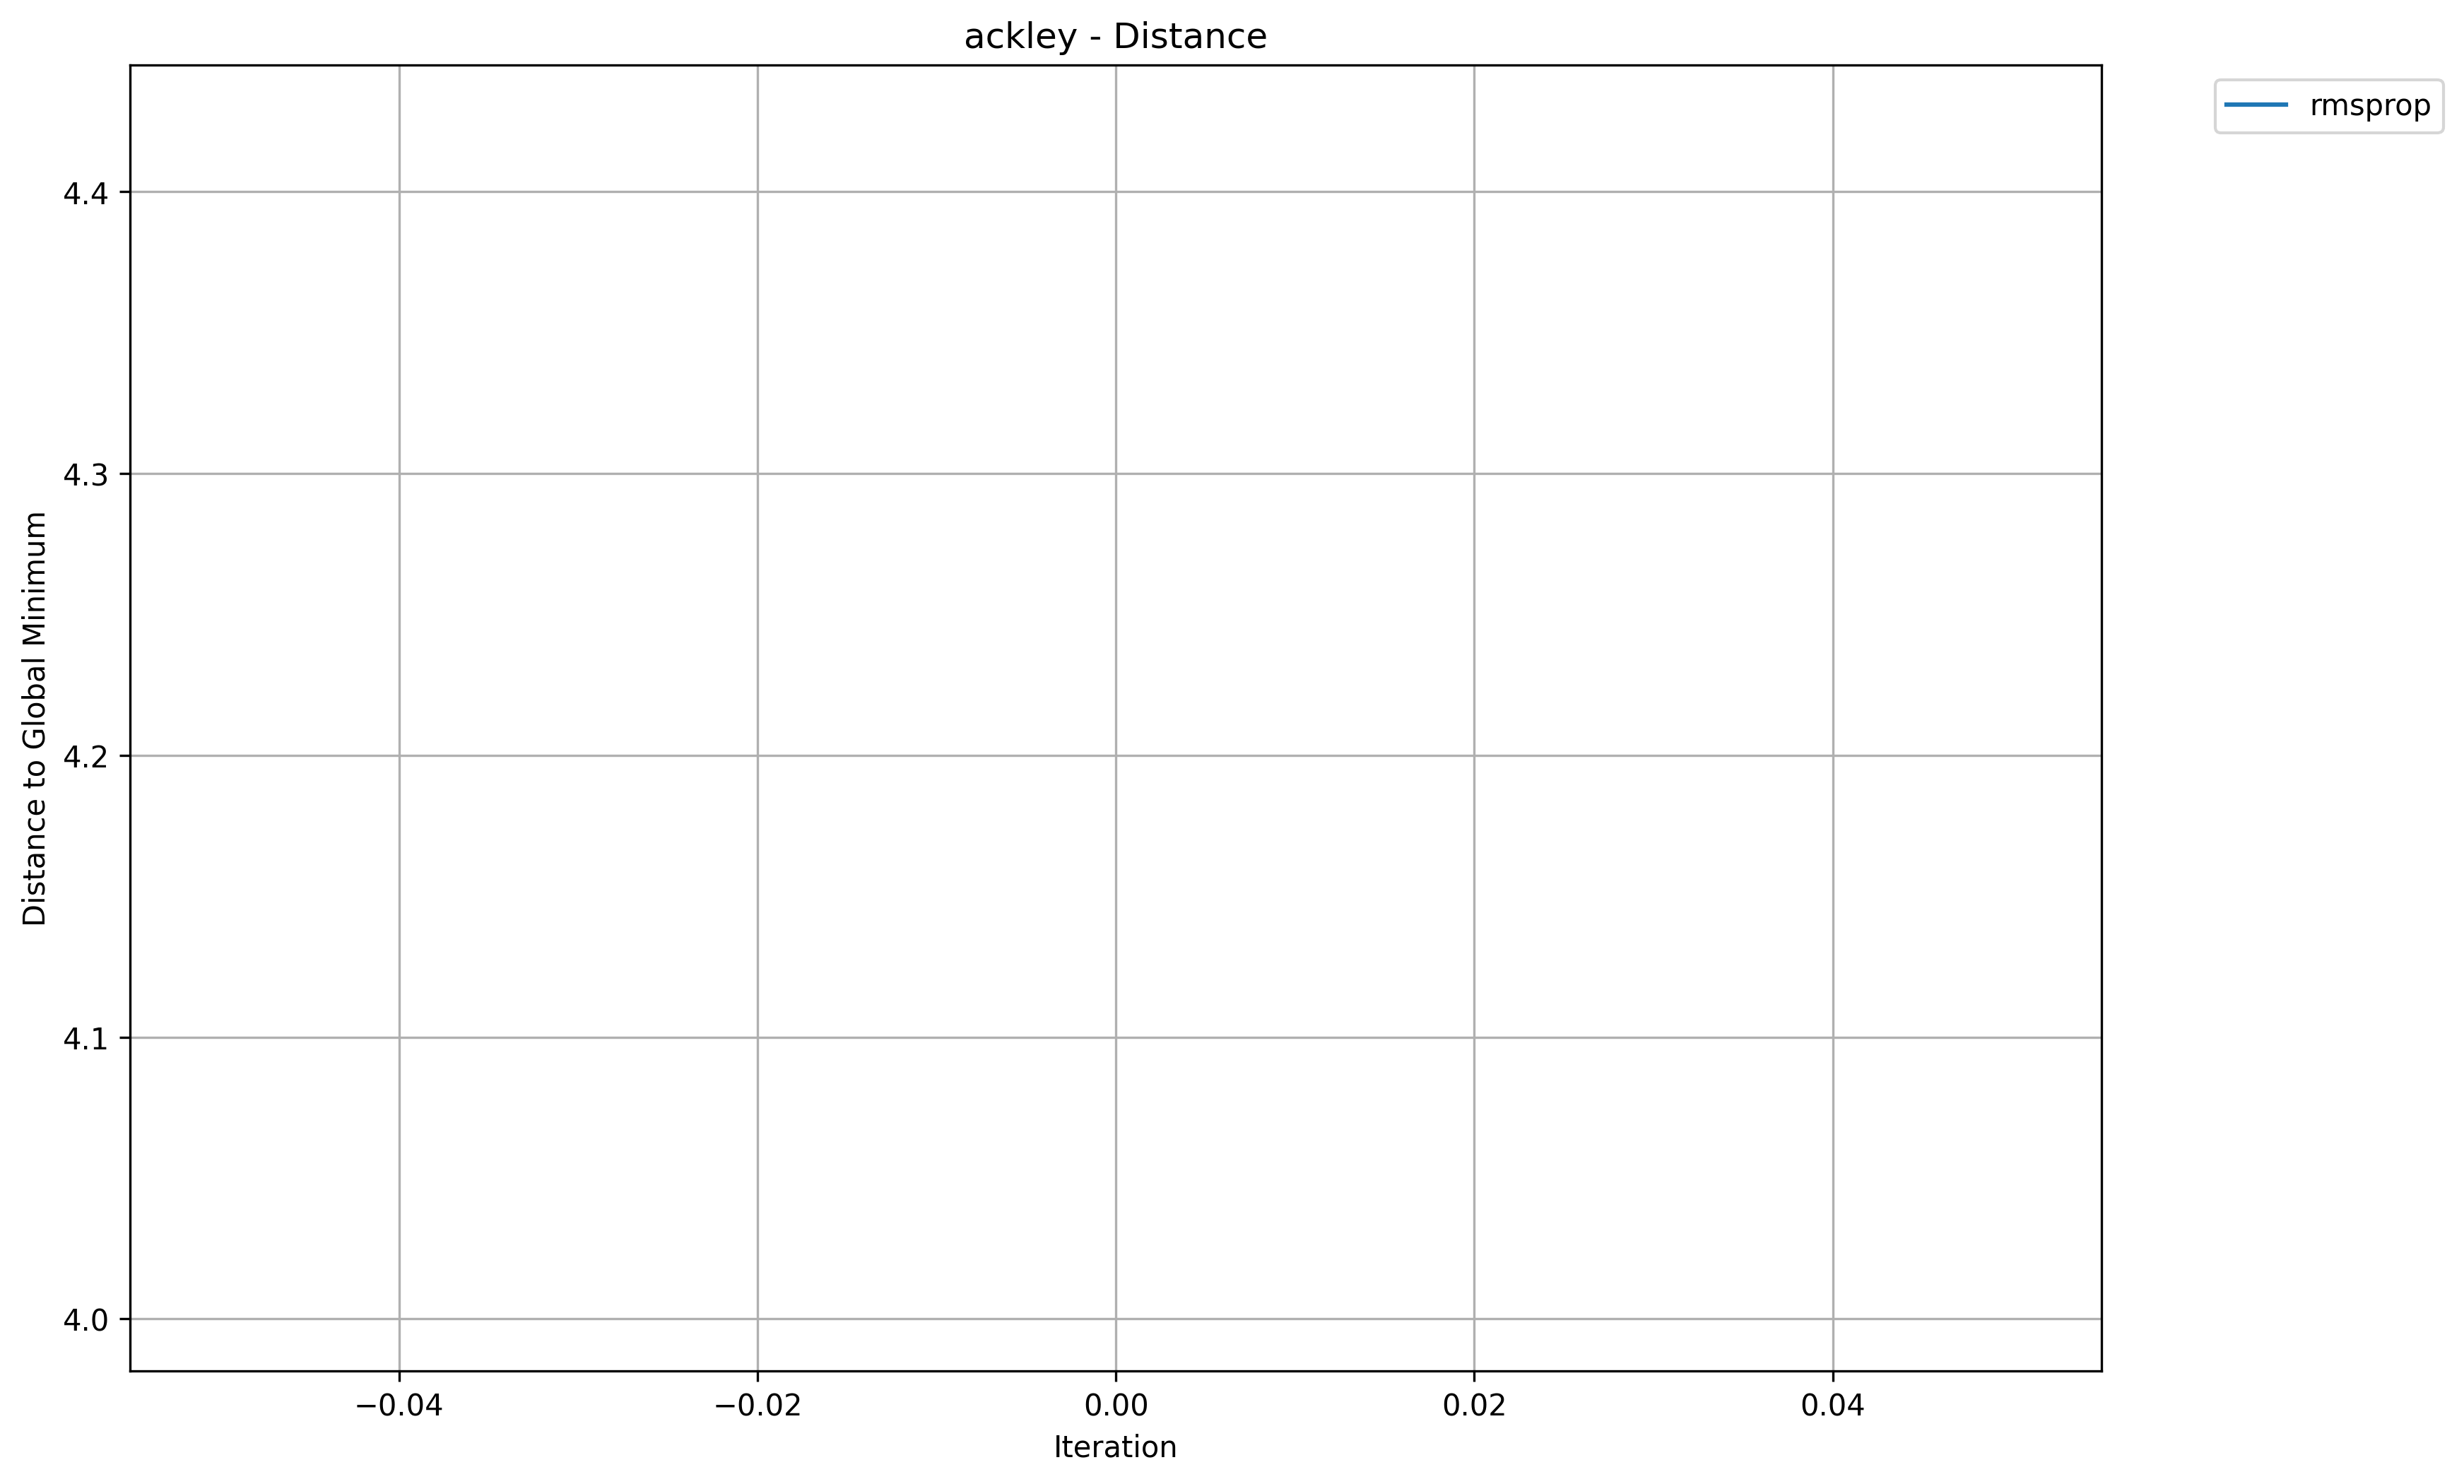 ackley - Distance
rmsprop
Distance to Global Minimum
4.4
4.3
4.2
4.1
4.0
−0.04
−0.02
0.00
0.02
0.04
Iteration